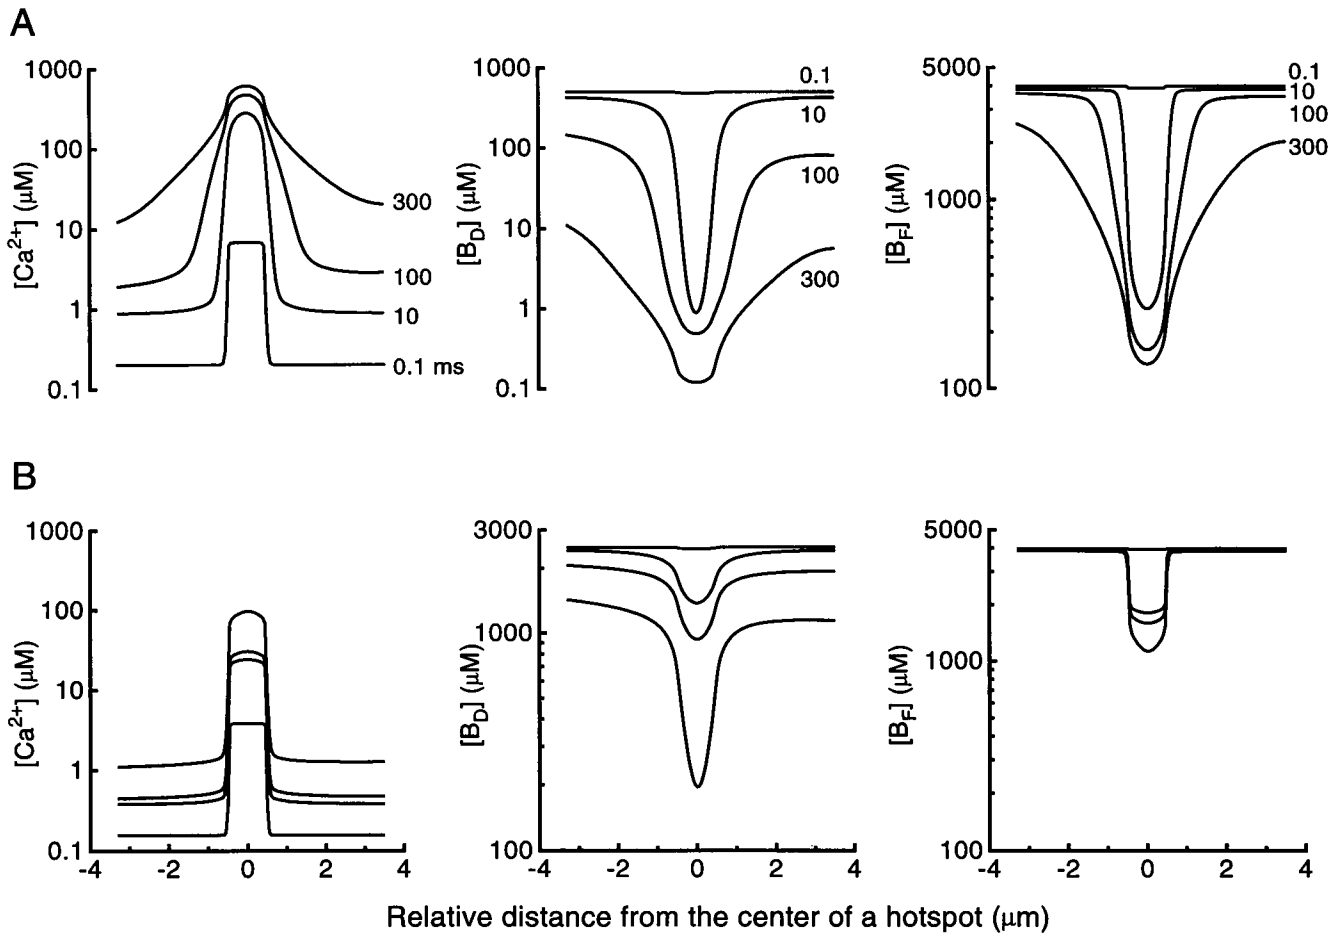 A
[Ca2+] (μM)
1000
100
10
1
0.1
300
100
10
0.1 ms
[BD] (μM)
1000
100
10
1
0.1
0.1
10
100
300
[BF] (μM)
5000
1000
100
0.1
10
100
300
B
[Ca2+] (μM)
1000
100
10
1
0.1
-4 -2 0 2 4
[BD] (μM)
3000
1000
100
-4 -2 0 2 4
[BF] (μM)
5000
1000
100
-4 -2 0 2 4
Relative distance from the center of a hotspot (μm)